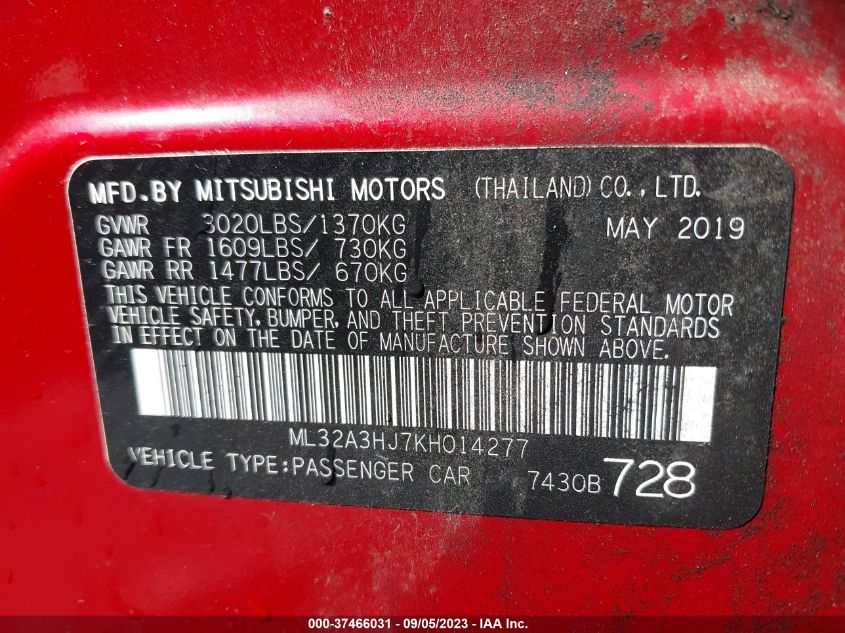 MFD.BY MITSUBISHI MOTORS (THAILAND) CO., LTD.
GVWR 3020LBS/1370KG MAY 2019
GAWR FR 1609LBS/ 730KG
GAWR RR 1477LBS/ 670KG
THIS VEHICLE CONFORMS TO ALL APPLICABLE FEDERAL MOTOR
VEHICLE SAFETY, BUMPER, AND THEFT PREVENTION STANDARDS
IN EFFECT ON THE DATE OF MANUFACTURE SHOWN ABOVE.
ML32A3HJ7KH014277
VEHICLE TYPE:PASSENGER CAR 7430B 728
000-37466031 - 09/05/2023 - IAA Inc.